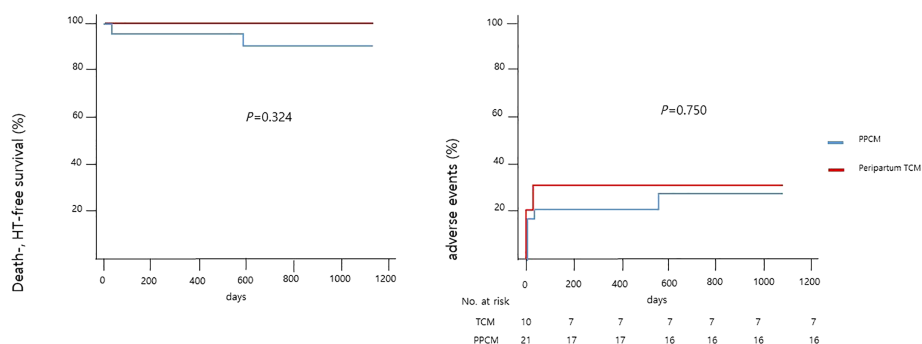 Death-, HT-free survival (%)
100
80
60
40
20
P=0.324
0 200 400 600 800 1000 1200
days
adverse events (%)
100
80
60
40
20
P=0.750
0 200 400 600 800 1000 1200
days
PPCM
Peripartum TCM
No. at risk
TCM 10 7 7 7 7 7 7
PPCM 21 17 17 16 16 16 16